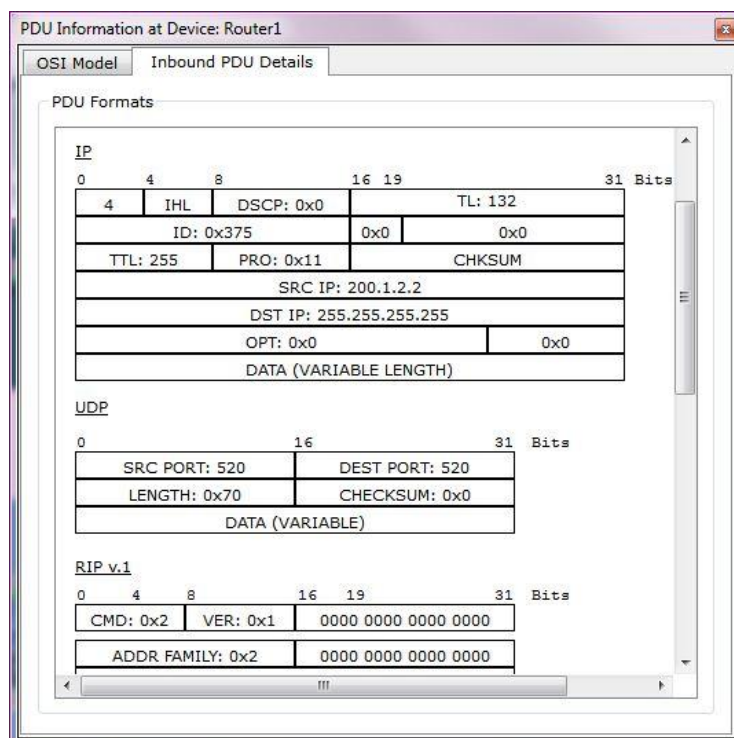 PDU Information at Device: Router1
OSI Model Inbound PDU Details
PDU Formats
IP
0 4 8 16 19 31 Bits
4 IHL DSCP: 0x0 TL: 132
ID: 0x375 0x0 0x0
TTL: 255 PRO: 0x11 CHKSUM
SRC IP: 200.1.2.2
DST IP: 255.255.255.255
OPT: 0x0 0x0
DATA (VARIABLE LENGTH)
UDP
0 16 31 Bits
SRC PORT: 520 DEST PORT: 520
LENGTH: 0x70 CHECKSUM: 0x0
DATA (VARIABLE)
RIP v.1
0 4 8 16 19 31 Bits
CMD: 0x2 VER: 0x1 0000 0000 0000 0000
ADDR FAMILY: 0x2 0000 0000 0000 0000